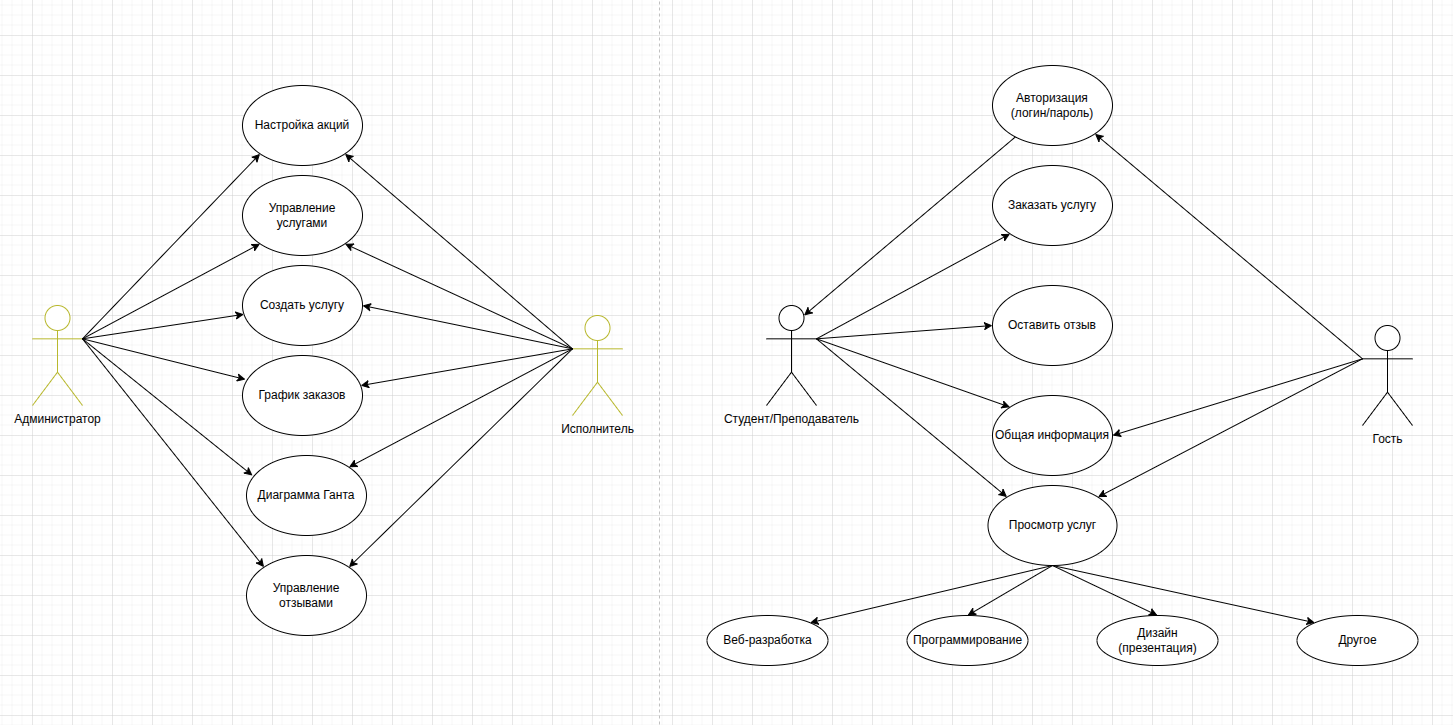 Настройка акций
Управление
услугами
Создать услугу
График заказов
Диаграмма Ганта
Управление
отзывами
Администратор
Исполнитель
Авторизация
(логин/пароль)
Заказать услугу
Оставить отзыв
Общая информация
Просмотр услуг
Студент/Преподаватель
Гость
Веб-разработка
Программирование
Дизайн
(презентация)
Другое